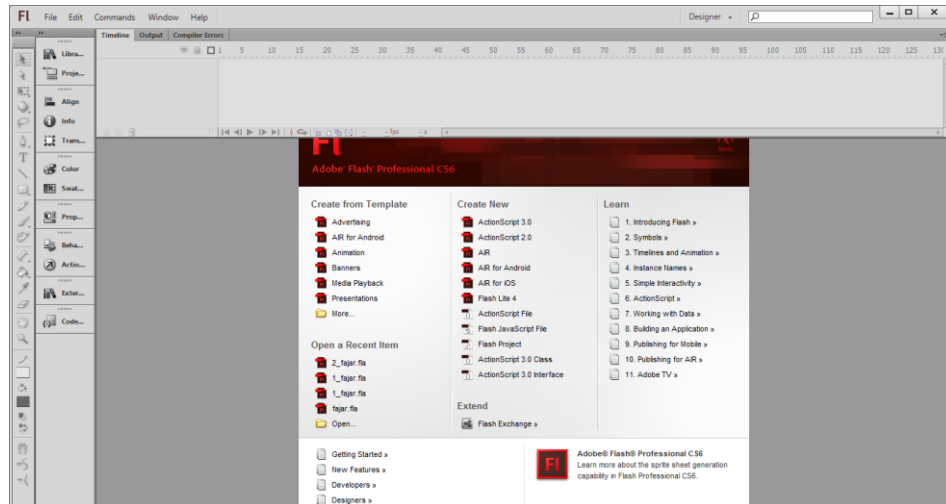 Fl File Edit Commands Window Help Designer
Timeline Output Compiler Errors
1 5 10 15 20 25 30 35 40 45 50 55 60 65 70 75 80 85 90 95 100 105 110 115 120 125 130
Libra...
Proje...
Align
Info
Trans...
Color
Swat...
Prop...
Beha...
Actio...
Exter...
Code...
T
- - fps - s
Fl
Adobe® Flash® Professional CS6
Create from Template
Advertising
AIR for Android
Animation
Banners
Media Playback
Presentations
More...
Open a Recent Item
2_fajar.fla
1_fajar.fla
1_fajar.fla
fajar.fla
Open...
Create New
ActionScript 3.0
ActionScript 2.0
AIR
AIR for Android
AIR for iOS
Flash Lite 4
ActionScript File
Flash JavaScript File
Flash Project
ActionScript 3.0 Class
ActionScript 3.0 Interface
Extend
Flash Exchange »
Learn
1. Introducing Flash »
2. Symbols »
3. Timelines and Animation »
4. Instance Names »
5. Simple Interactivity »
6. ActionScript »
7. Working with Data »
8. Building an Application »
9. Publishing for Mobile »
10. Publishing for AIR »
11. Adobe TV »
Getting Started »
New Features »
Developers »
Designers »
Fl
Adobe® Flash® Professional CS6
Learn more about the sprite sheet generation
capability in Flash Professional CS6.